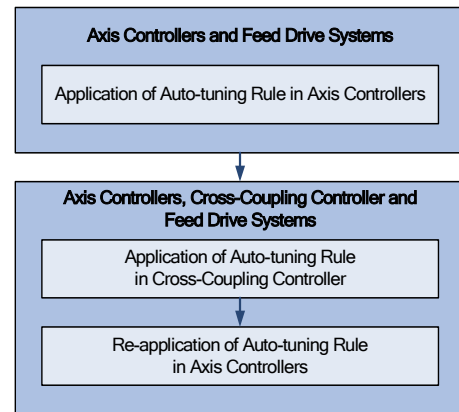 Axis Controllers and Feed Drive Systems
Application of Auto-tuning Rule in Axis Controllers
Axis Controllers, Cross-Coupling Controller and
Feed Drive Systems
Application of Auto-tuning Rule
in Cross-Coupling Controller
Re-application of Auto-tuning Rule
in Axis Controllers